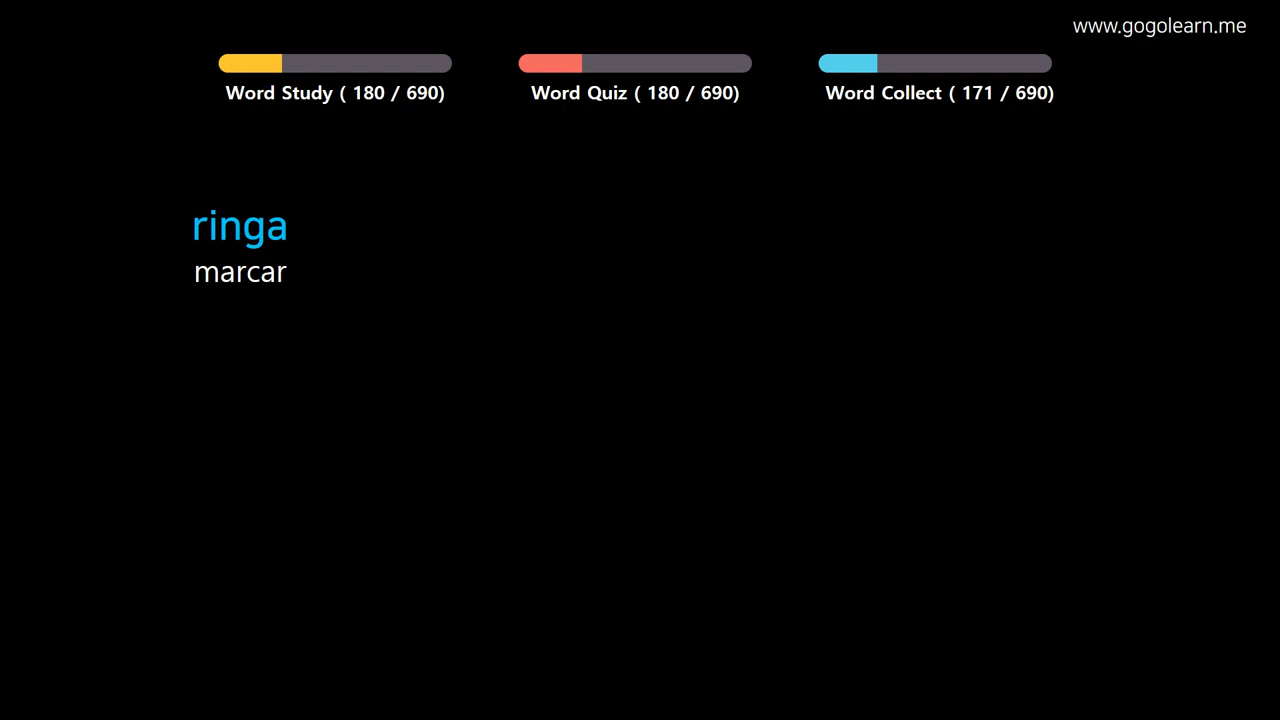 www.gogolearn.me
Word Study ( 180 / 690)
Word Quiz ( 180 / 690)
Word Collect ( 171 / 690)
ringa
marcar